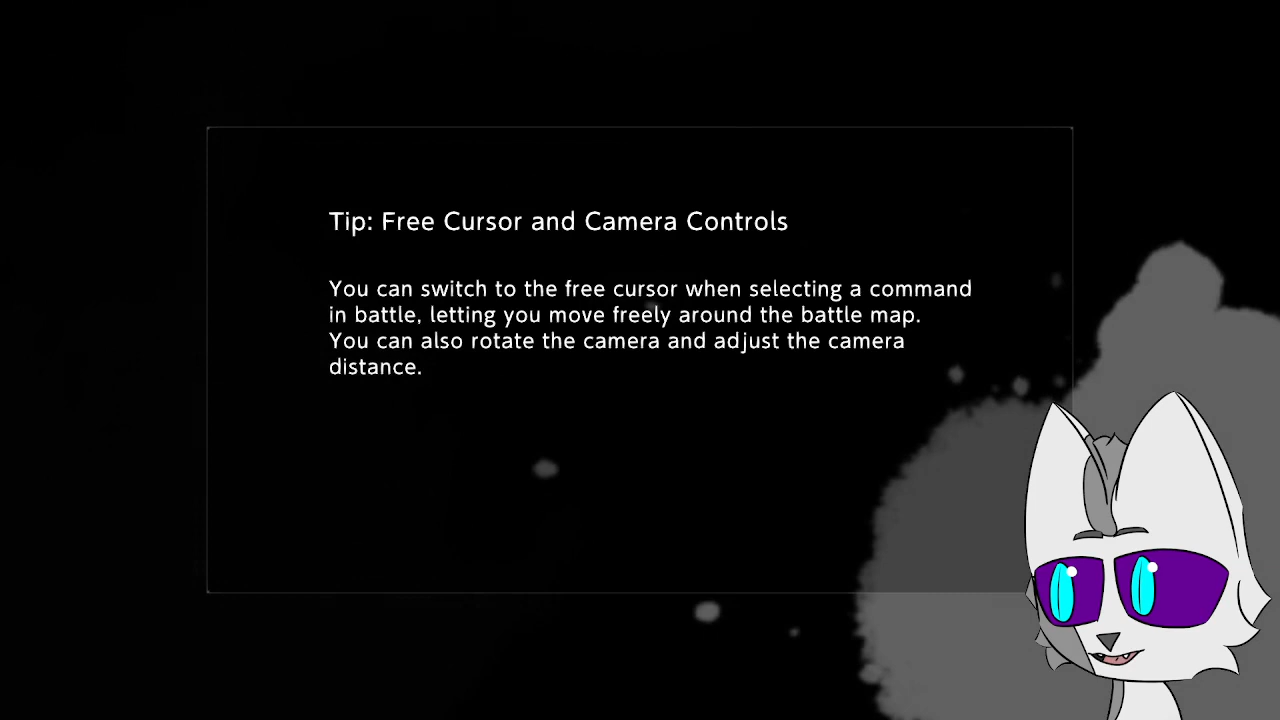 Tip: Free Cursor and Camera Controls
You can switch to the free cursor when selecting a command
in battle, letting you move freely around the battle map.
You can also rotate the camera and adjust the camera
distance.